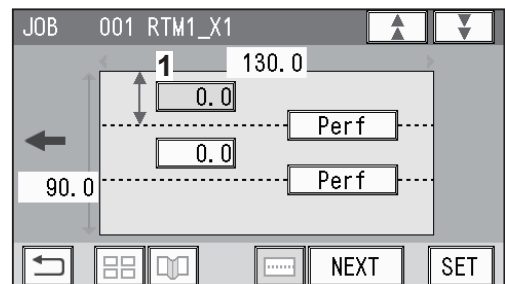 JOB 001 RTM1_X1
1 130.0
0.0
Perf
0.0
90.0 Perf
NEXT SET